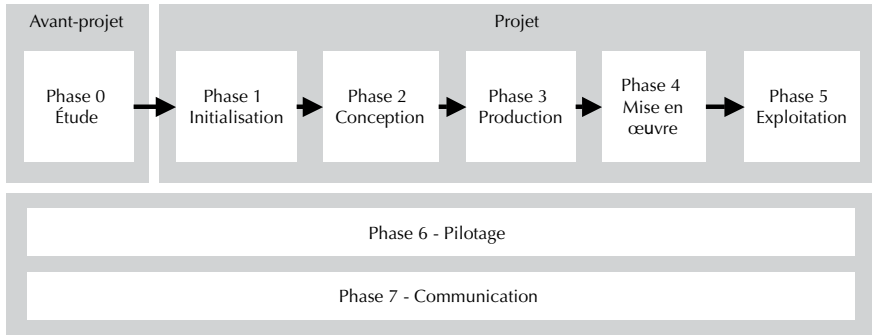 Avant-projet
Projet
Phase 0
Étude
Phase 1
Initialisation
Phase 2
Conception
Phase 3
Production
Phase 4
Mise en
œuvre
Phase 5
Exploitation
Phase 6 - Pilotage
Phase 7 - Communication